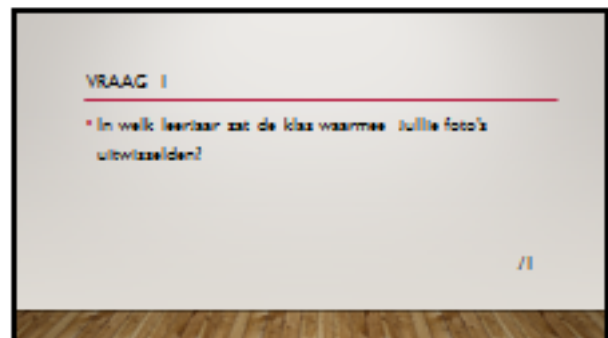 VRAAG 1
In welk leerjaar zat de klas waarmee jullie foto's
uitwisselden?
/1